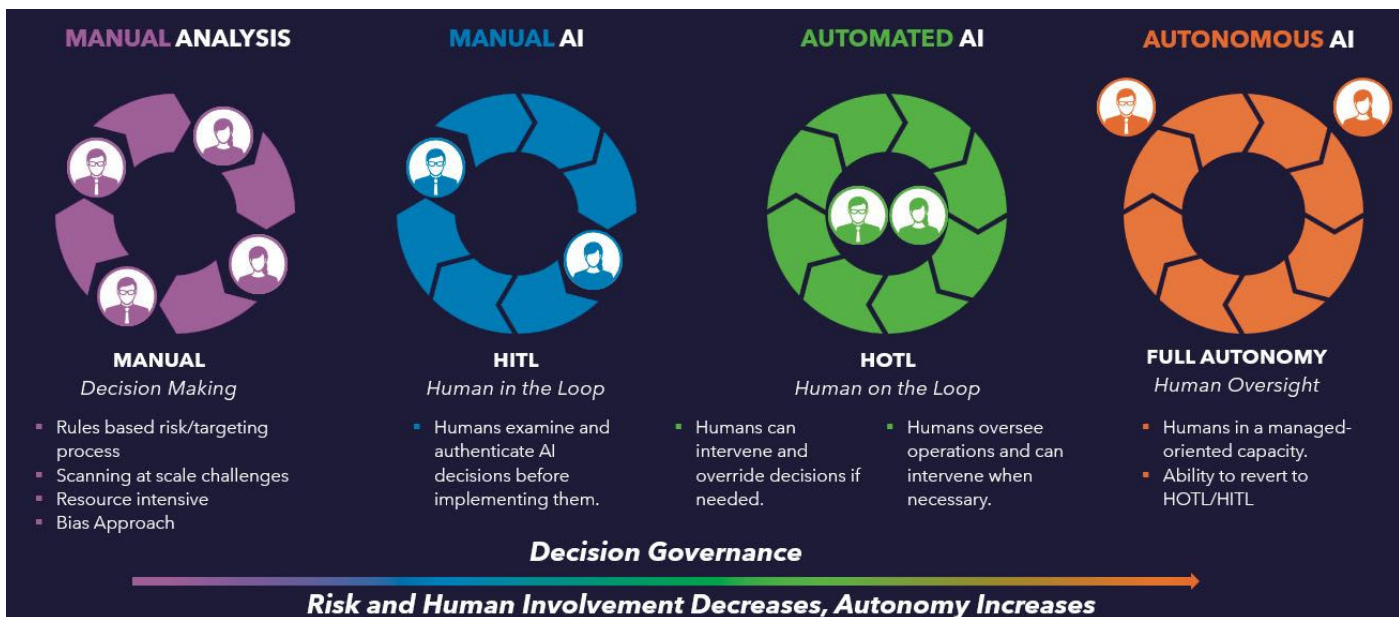 MANUAL ANALYSIS
MANUAL
Decision Making
Rules based risk/targeting
process
Scanning at scale challenges
Resource intensive
Bias Approach
MANUAL AI
HITL
Human in the Loop
Humans examine and
authenticate AI
decisions before
implementing them.
AUTOMATED AI
HOTL
Human on the Loop
Humans can
intervene and
override decisions if
needed.
Humans oversee
operations and can
intervene when
necessary.
AUTONOMOUS AI
FULL AUTONOMY
Human Oversight
Humans in a managed-
oriented capacity.
Ability to revert to
HOTL/HITL
Decision Governance
Risk and Human Involvement Decreases, Autonomy Increases